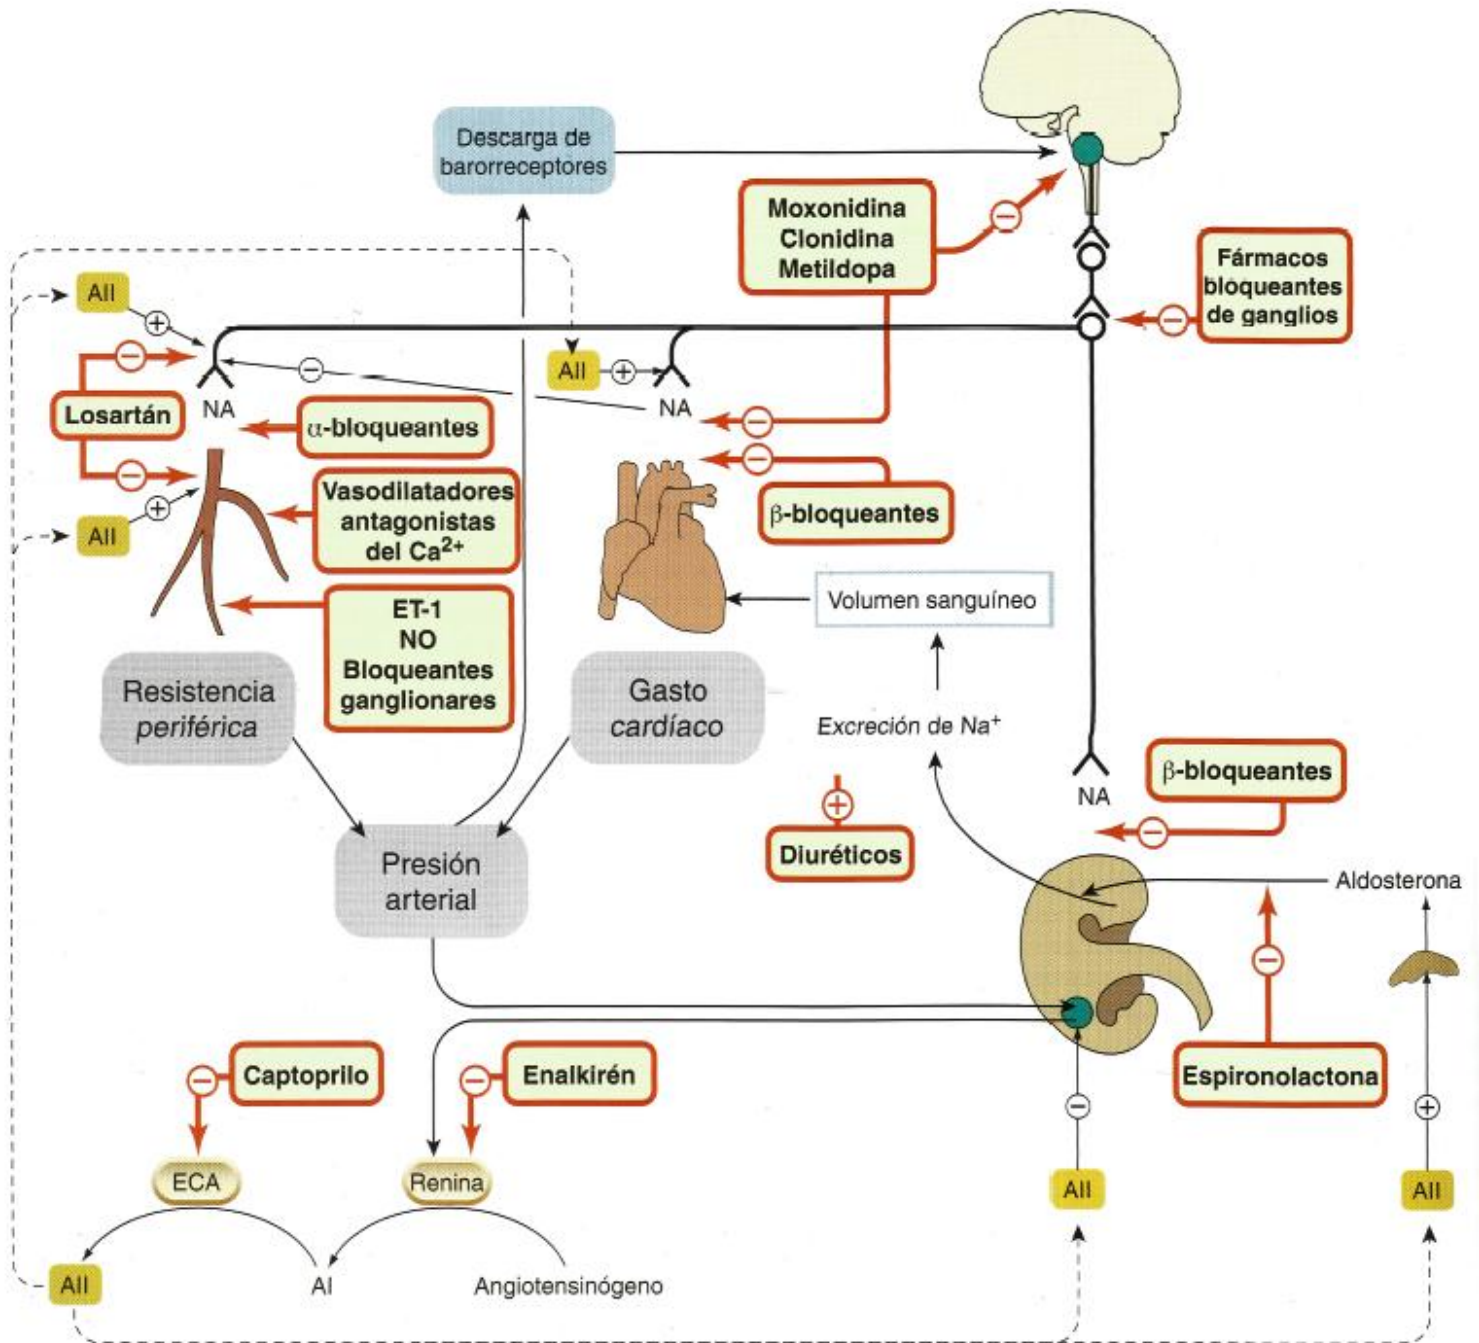 Descarga de
barorreceptores
Moxonidina
Clonidina
Metildopa
−
Fármacos
bloqueantes
de ganglios
−
AII
+
−
Losartán
NA
α-bloqueantes
−
AII
+
−
AII
+
NA
−
−
β-bloqueantes
Vasodilatadores
antagonistas
del Ca²⁺
ET-1
NO
Bloqueantes
ganglionares
Volumen sanguíneo
Resistencia
periférica
Gasto
cardíaco
Excreción de Na⁺
+
Diuréticos
NA
β-bloqueantes
−
Presión
arterial
Aldosterona
−
Espironolactona
−
Captoprilo
−
Enalkirén
−
+
ECA
Renina
AII
AII
AII
AI
Angiotensinógeno